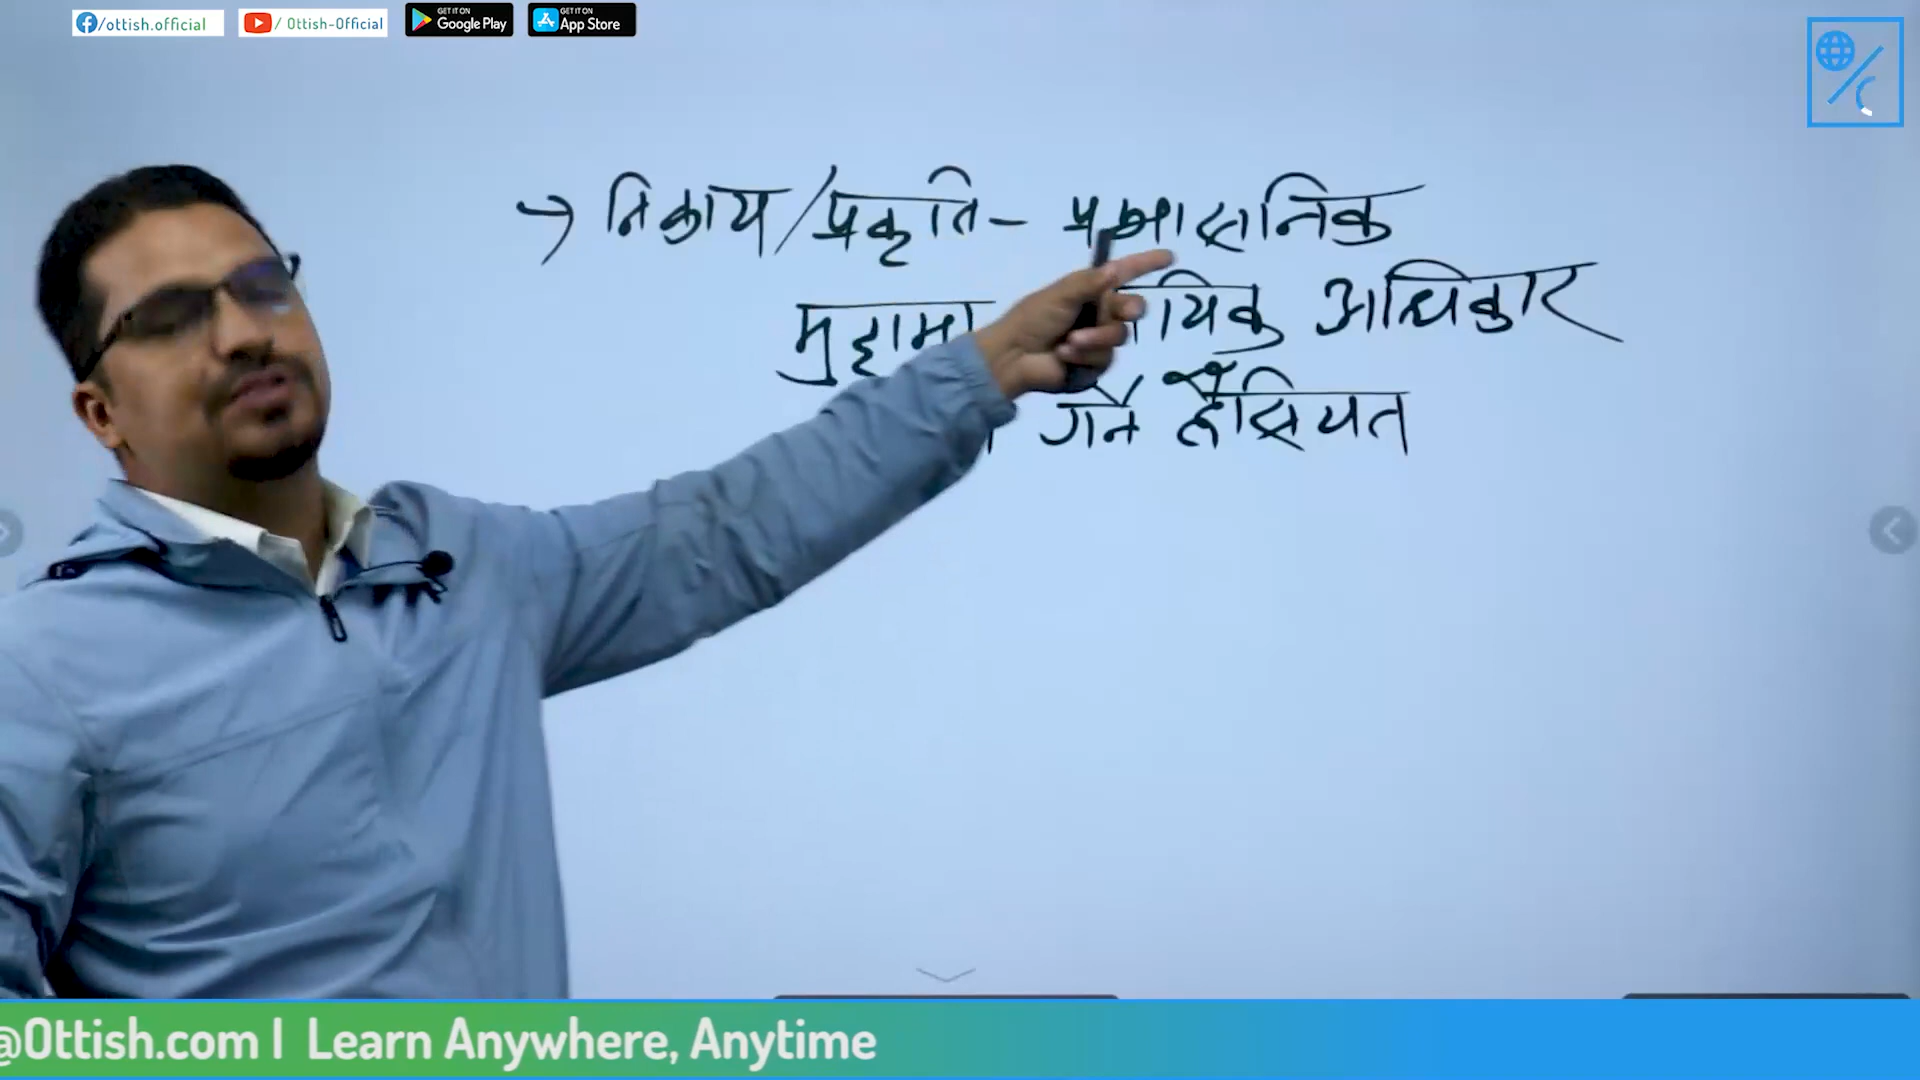 /ottish.official
/ Ottish-Official
GET IT ON
Google Play
GET IT ON
App Store
→ निकाय/प्रकृति - प्रशासनिक
अधिकार
गर्ने हैसियत
@Ottish.com I Learn Anywhere, Anytime